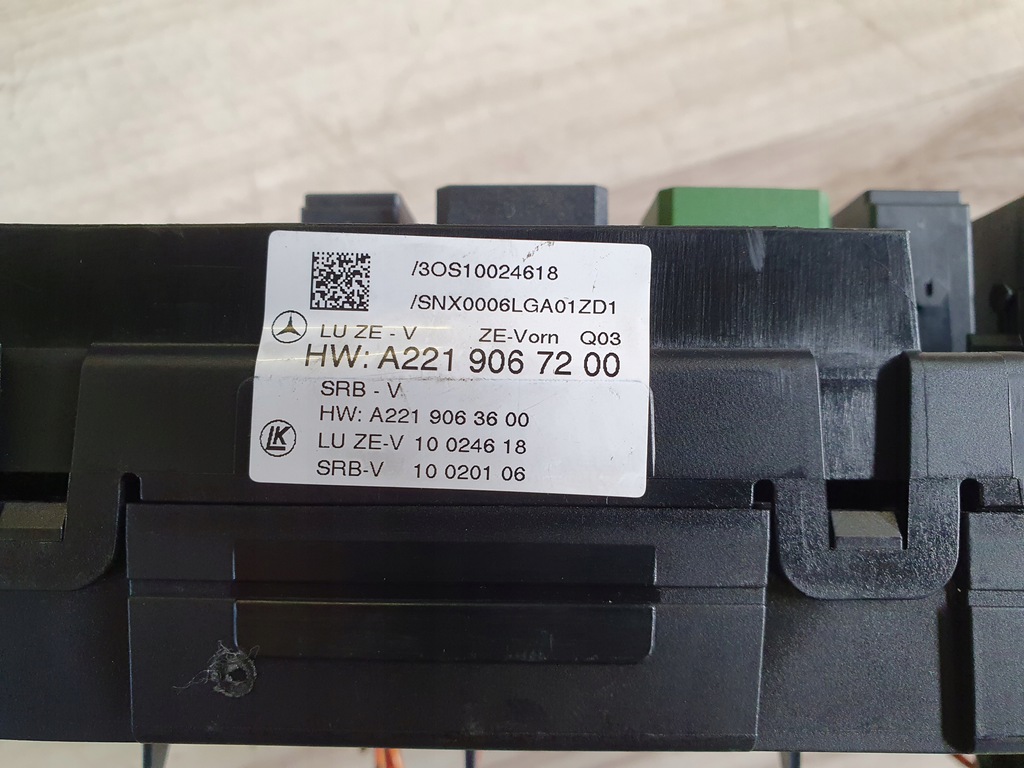 /3OS10024618
/SNX0006LGA01ZD1
LU ZE - V ZE-Vorn Q03
HW: A221 906 72 00
SRB - V
HW: A221 906 36 00
LU ZE-V 10 0246 18
SRB-V 10 0201 06
LK